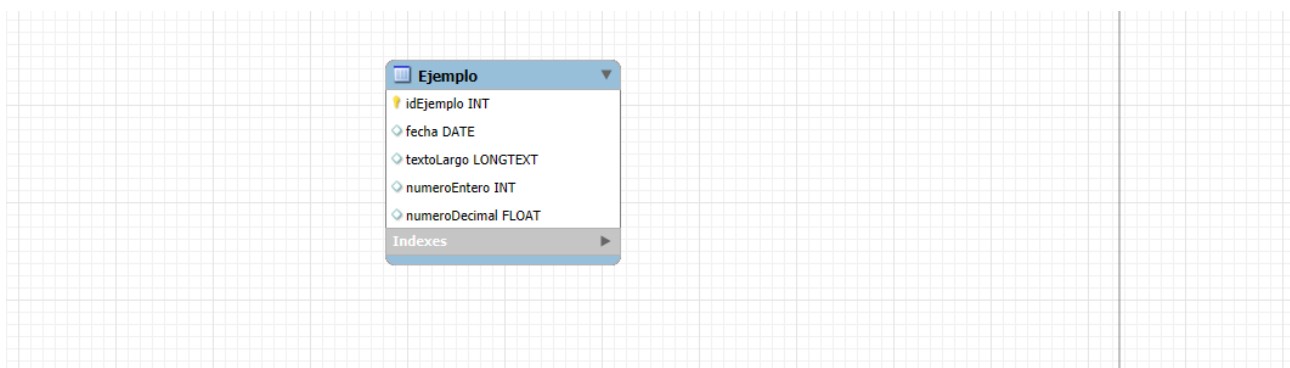 Ejemplo
idEjemplo INT
fecha DATE
textoLargo LONGTEXT
numeroEntero INT
numeroDecimal FLOAT
Indexes